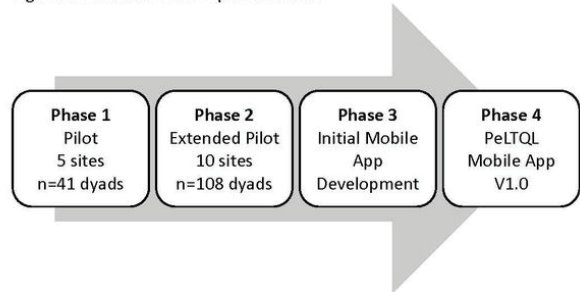 Phase 1
Pilot
5 sites
n=41 dyads
Phase 2
Extended Pilot
10 sites
n=108 dyads
Phase 3
Initial Mobile
App
Development
Phase 4
PeLTQL
Mobile App
V1.0